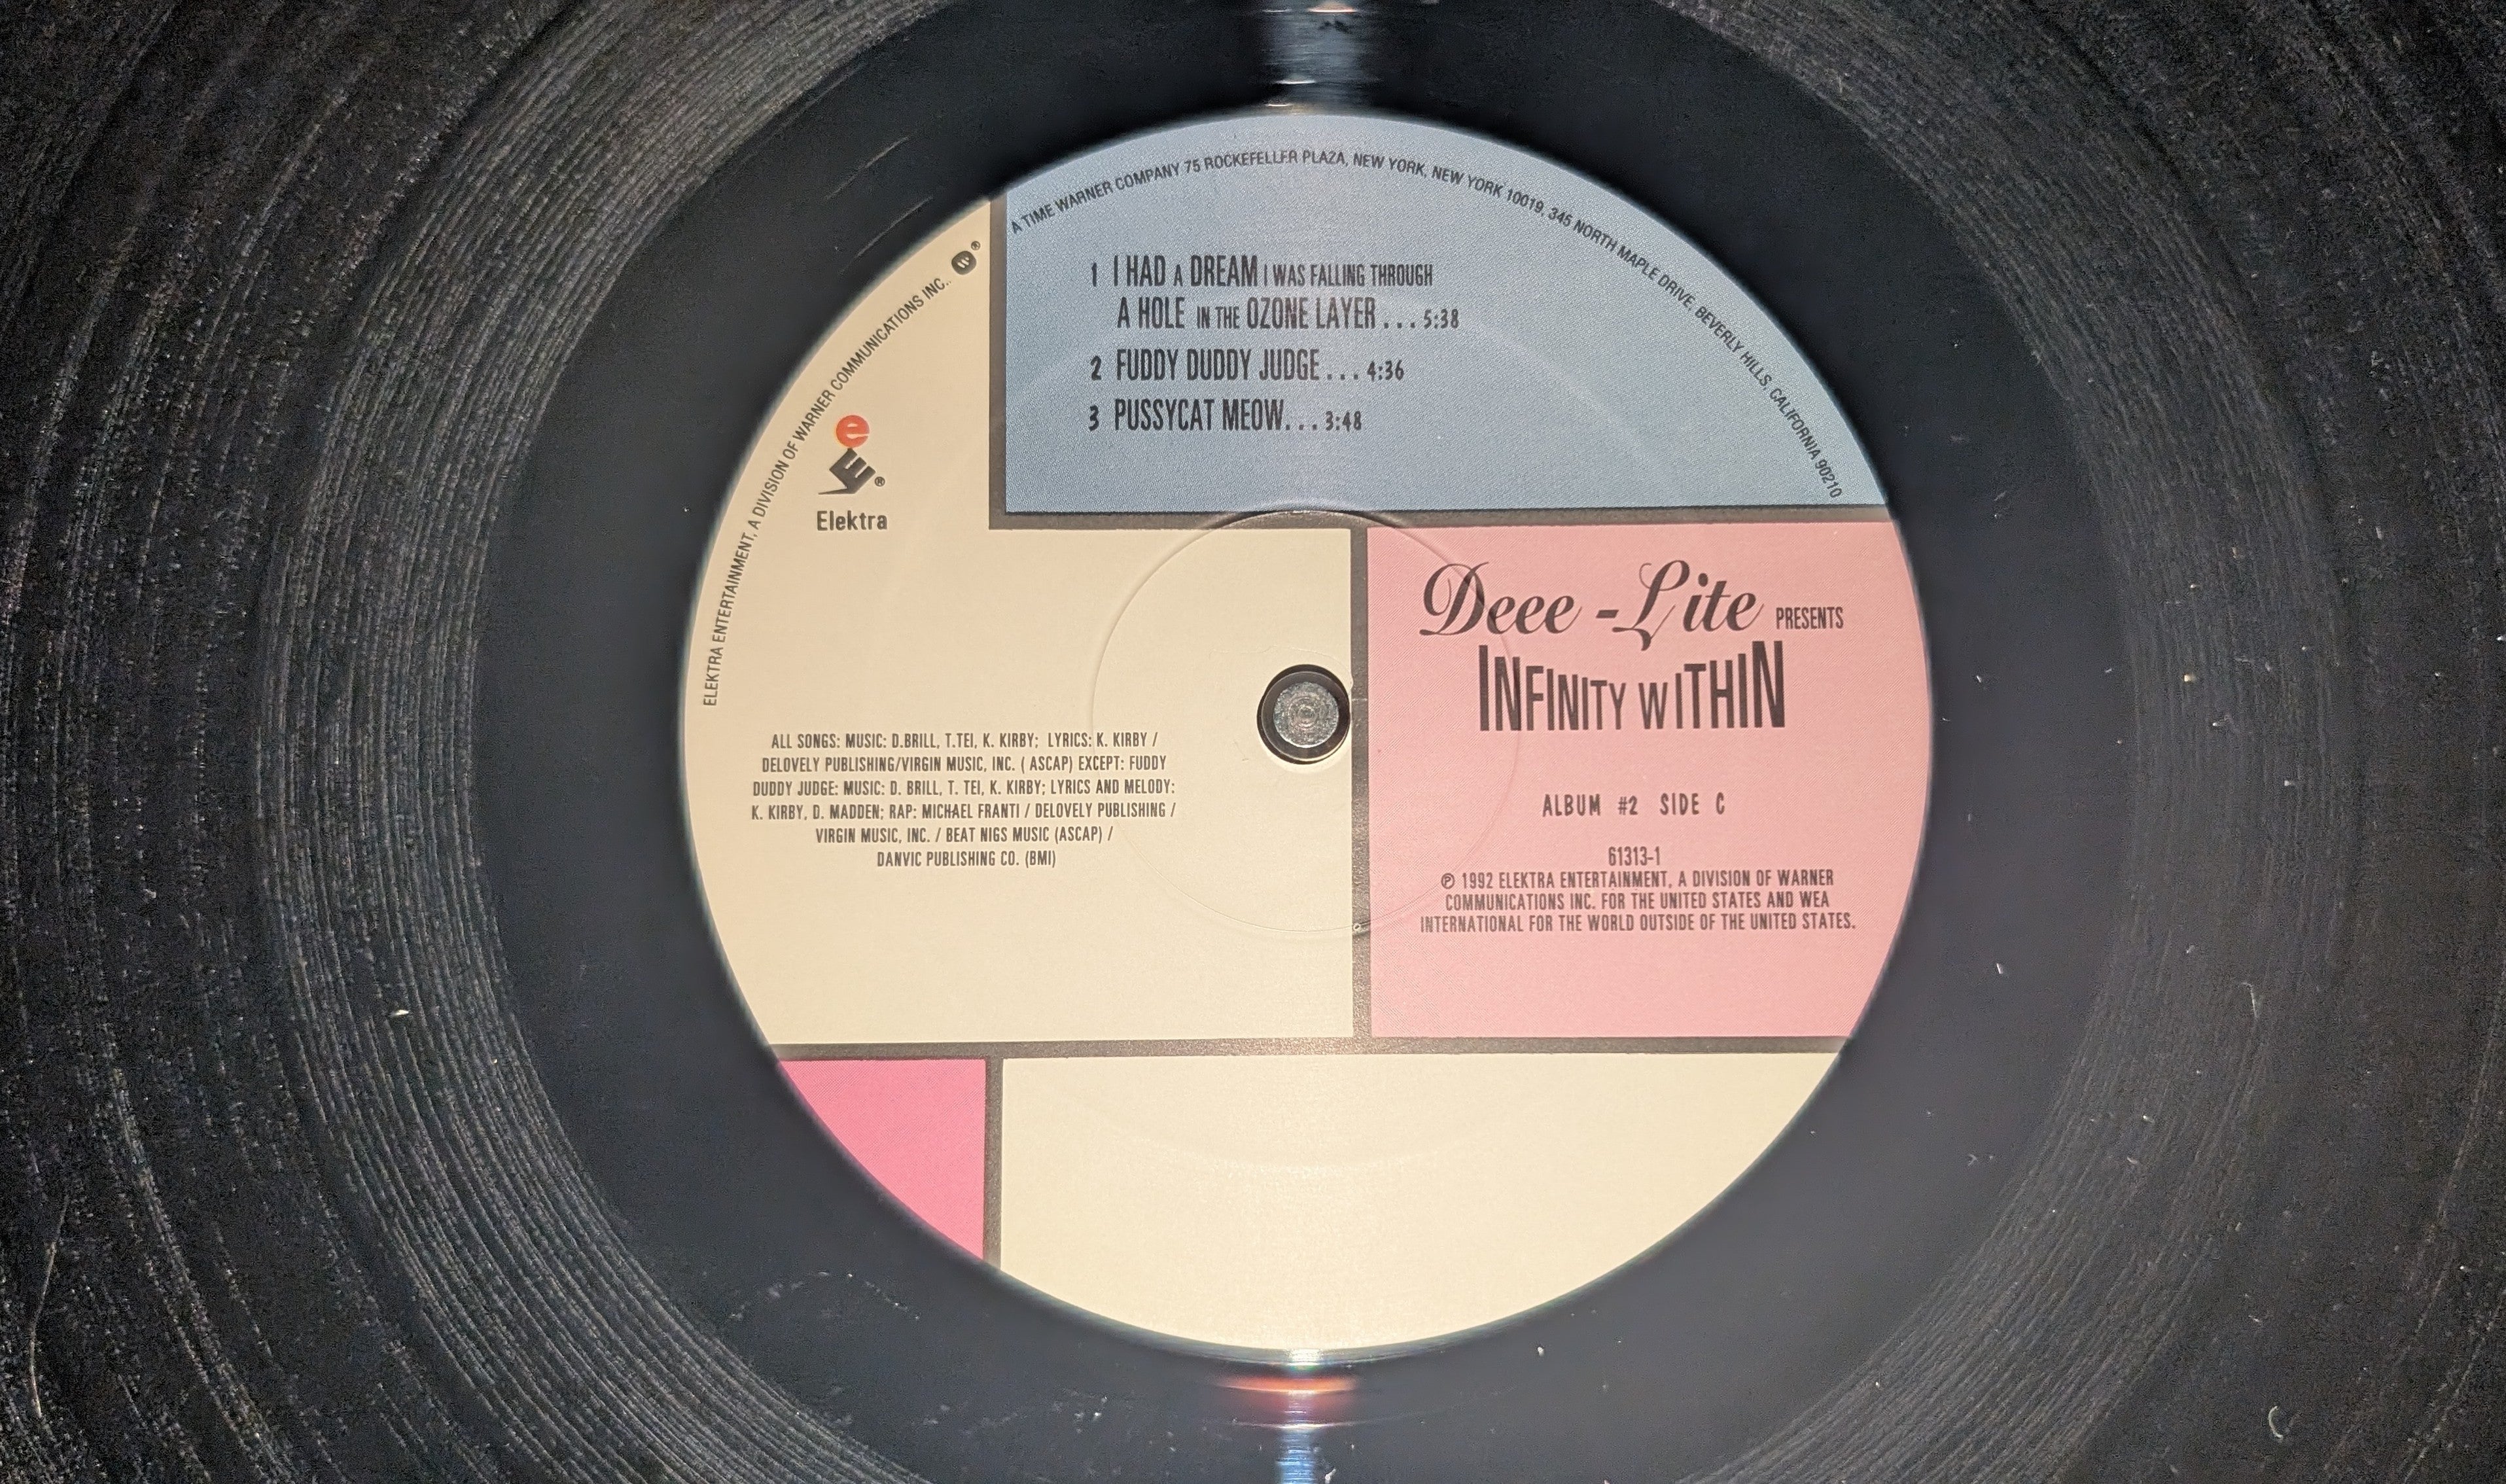 A TIME WARNER COMPANY 75 ROCKEFELLER PLAZA, NEW YORK, NEW YORK 10019, 345 NORTH MAPLE DRIVE, BEVERLY HILLS, CALIFORNIA 90210
ELEKTRA ENTERTAINMENT, A DIVISION OF WARNER COMMUNICATIONS INC.. W®
1 I HAD A DREAM I WAS FALLING THROUGH
A HOLE IN THE OZONE LAYER . . . 5:38
2 FUDDY DUDDY JUDGE . . . 4:36
3 PUSSYCAT MEOW. . . 3:48
e
E®
Elektra
Deee-Lite PRESENTS
INFINITY WITHIN
ALBUM #2 SIDE C
61313-1
℗ 1992 ELEKTRA ENTERTAINMENT, A DIVISION OF WARNER
COMMUNICATIONS INC. FOR THE UNITED STATES AND WEA
INTERNATIONAL FOR THE WORLD OUTSIDE OF THE UNITED STATES.
ALL SONGS: MUSIC: D.BRILL, T.TEI, K. KIRBY; LYRICS: K. KIRBY /
DELOVELY PUBLISHING/VIRGIN MUSIC, INC. ( ASCAP) EXCEPT: FUDDY
DUDDY JUDGE: MUSIC: D. BRILL, T. TEI, K. KIRBY; LYRICS AND MELODY:
K. KIRBY, D. MADDEN; RAP: MICHAEL FRANTI / DELOVELY PUBLISHING /
VIRGIN MUSIC, INC. / BEAT NIGS MUSIC (ASCAP) /
DANVIC PUBLISHING CO. (BMI)